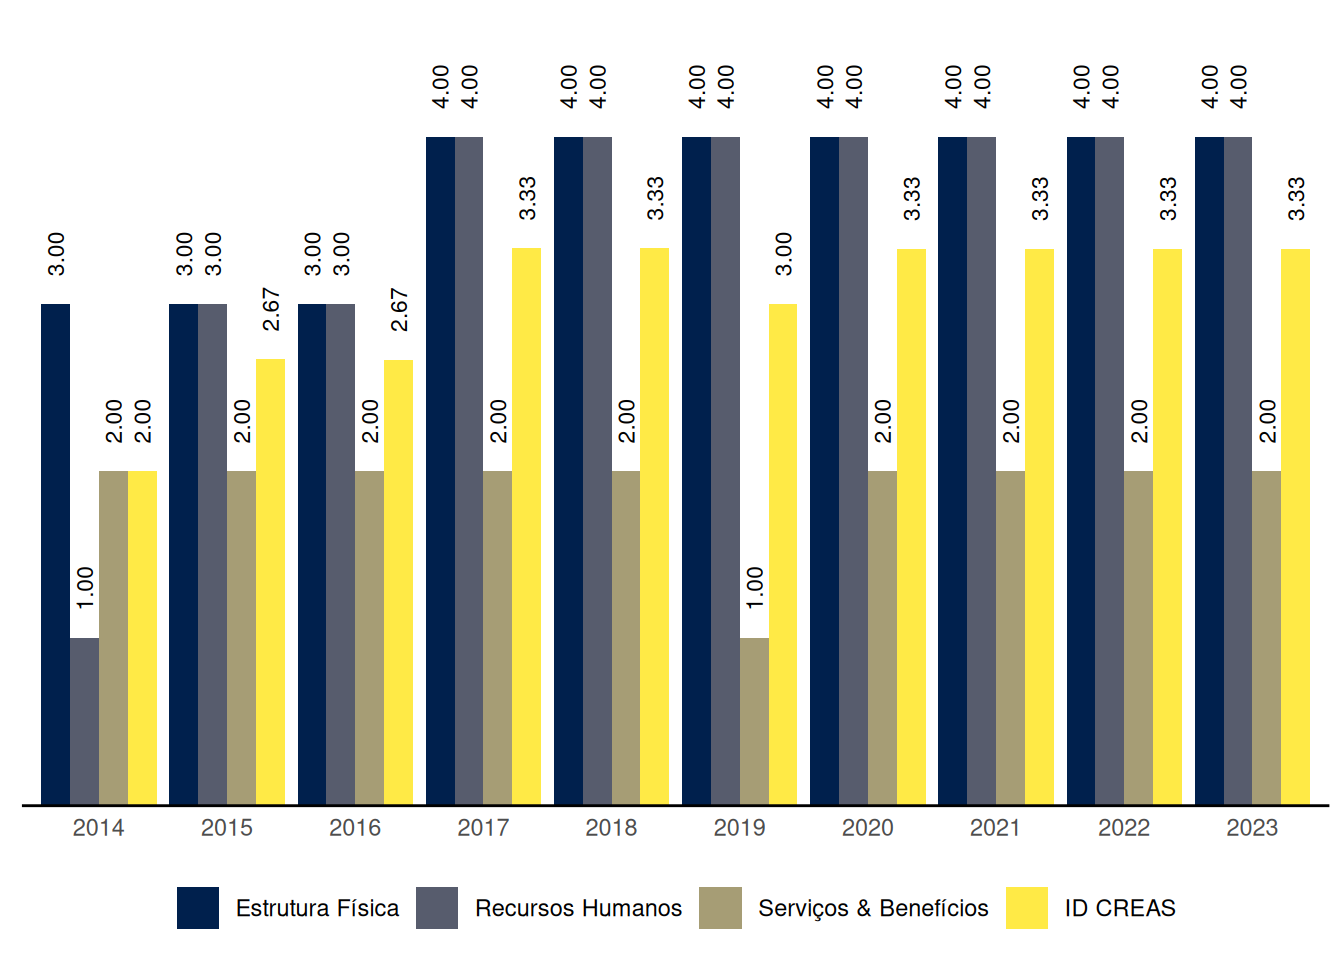 4.00 4.00 4.00 4.00 4.00 4.00 4.00 4.00 4.00 4.00 4.00 4.00 4.00 4.00
3.33 3.33 3.33 3.33 3.33 3.33
3.00 3.00 3.00 3.00 3.00 3.00
2.67 2.67
2.00 2.00 2.00 2.00 2.00 2.00 2.00 2.00 2.00 2.00
1.00 1.00
2014 2015 2016 2017 2018 2019 2020 2021 2022 2023
Estrutura Física Recursos Humanos Serviços & Benefícios ID CREAS